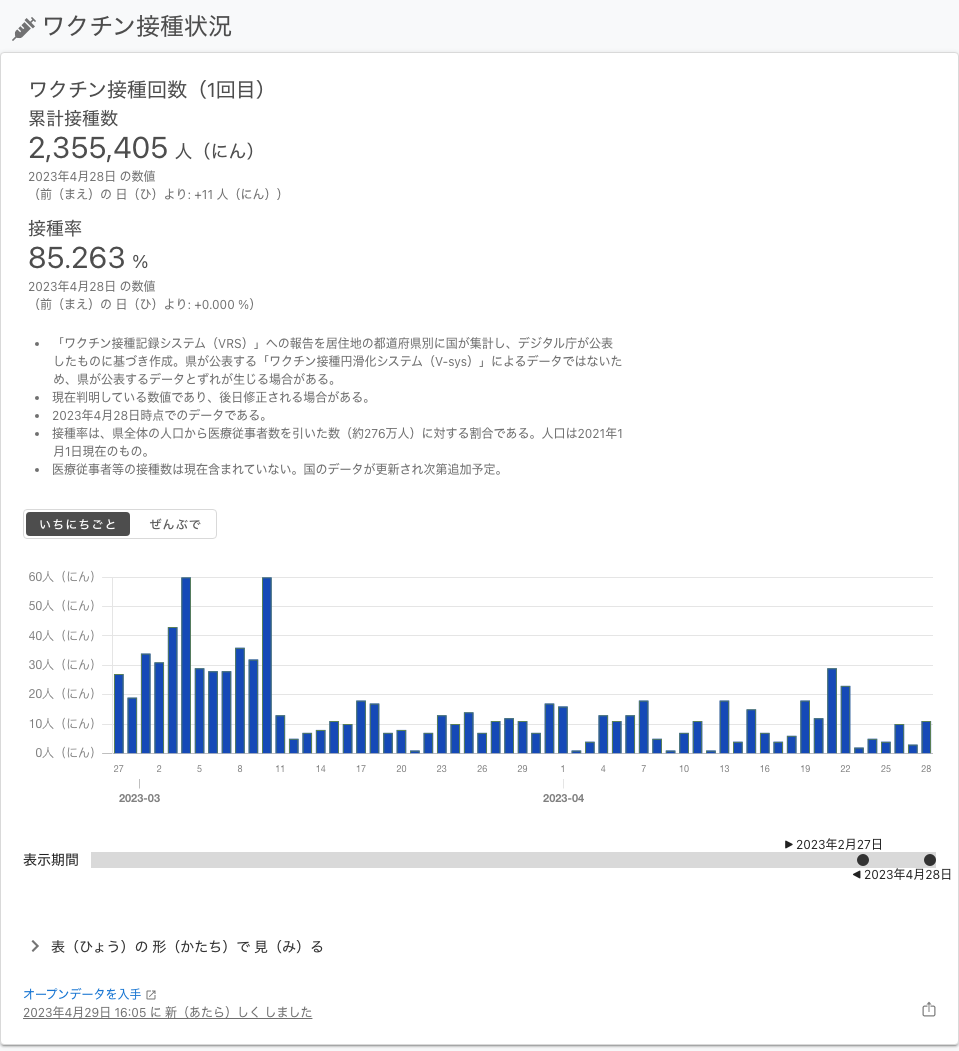 ワクチン接種状況
ワクチン接種回数（1回目）
累計接種数
2,355,405 人（にん）
2023年4月28日 の数値
（前（まえ）の 日（ひ）より: +11 人（にん））
接種率
85.263 %
2023年4月28日 の数値
（前（まえ）の 日（ひ）より: +0.000 %）
• 「ワクチン接種記録システム（VRS）」への報告を居住地の都道府県別に国が集計し、デジタル庁が公表
したものに基づき作成。県が公表する「ワクチン接種円滑化システム（V-sys）」によるデータではないた
め、県が公表するデータとずれが生じる場合がある。
• 現在判明している数値であり、後日修正される場合がある。
• 2023年4月28日時点でのデータである。
• 接種率は、県全体の人口から医療従事者数を引いた数（約276万人）に対する割合である。人口は2021年1
月1日現在のもの。
• 医療従事者等の接種数は現在含まれていない。国のデータが更新され次第追加予定。
いちにちごと ぜんぶで
60人（にん）
50人（にん）
40人（にん）
30人（にん）
20人（にん）
10人（にん）
0人（にん）
27 2 5 8 11 14 17 20 23 26 29 1 4 7 10 13 16 19 22 25 28
2023-03 2023-04
▶ 2023年2月27日
表示期間
◀ 2023年4月28日
表（ひょう）の 形（かたち）で 見（み）る
オープンデータを入手
2023年4月29日 16:05 に 新（あたら）しく しました